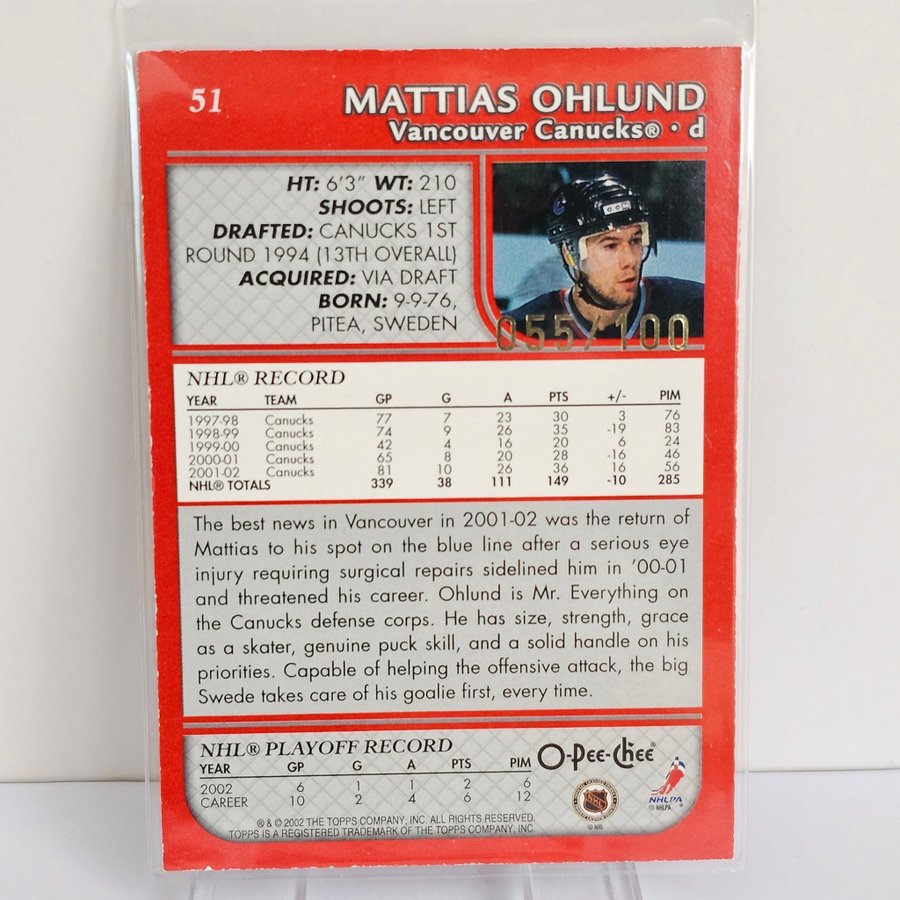 51
MATTIAS OHLUND
Vancouver Canucks® · d
HT: 6'3" WT: 210
SHOOTS: LEFT
DRAFTED: CANUCKS 1ST
ROUND 1994 (13TH OVERALL)
ACQUIRED: VIA DRAFT
BORN: 9-9-76,
PITEA, SWEDEN
055/100
NHL® RECORD
YEAR TEAM GP G A PTS +/- PIM
1997-98 Canucks 77 7 23 30 3 76
1998-99 Canucks 74 9 26 35 -19 83
1999-00 Canucks 42 4 16 20 6 24
2000-01 Canucks 65 8 20 28 -16 46
2001-02 Canucks 81 10 26 36 16 56
NHL® TOTALS 339 38 111 149 -10 285
The best news in Vancouver in 2001-02 was the return of
Mattias to his spot on the blue line after a serious eye
injury requiring surgical repairs sidelined him in '00-01
and threatened his career. Ohlund is Mr. Everything on
the Canucks defense corps. He has size, strength, grace
as a skater, genuine puck skill, and a solid handle on his
priorities. Capable of helping the offensive attack, the big
Swede takes care of his goalie first, every time.
NHL® PLAYOFF RECORD
YEAR GP G A PTS PIM
2002 6 1 1 2 6
CAREER 10 2 4 6 12
O-Pee-Chee®
NHL
© NHL
NHLPA
© NHLPA
® & © 2002 THE TOPPS COMPANY, INC. ALL RIGHTS RESERVED.
TOPPS IS A REGISTERED TRADEMARK OF THE TOPPS COMPANY, INC.